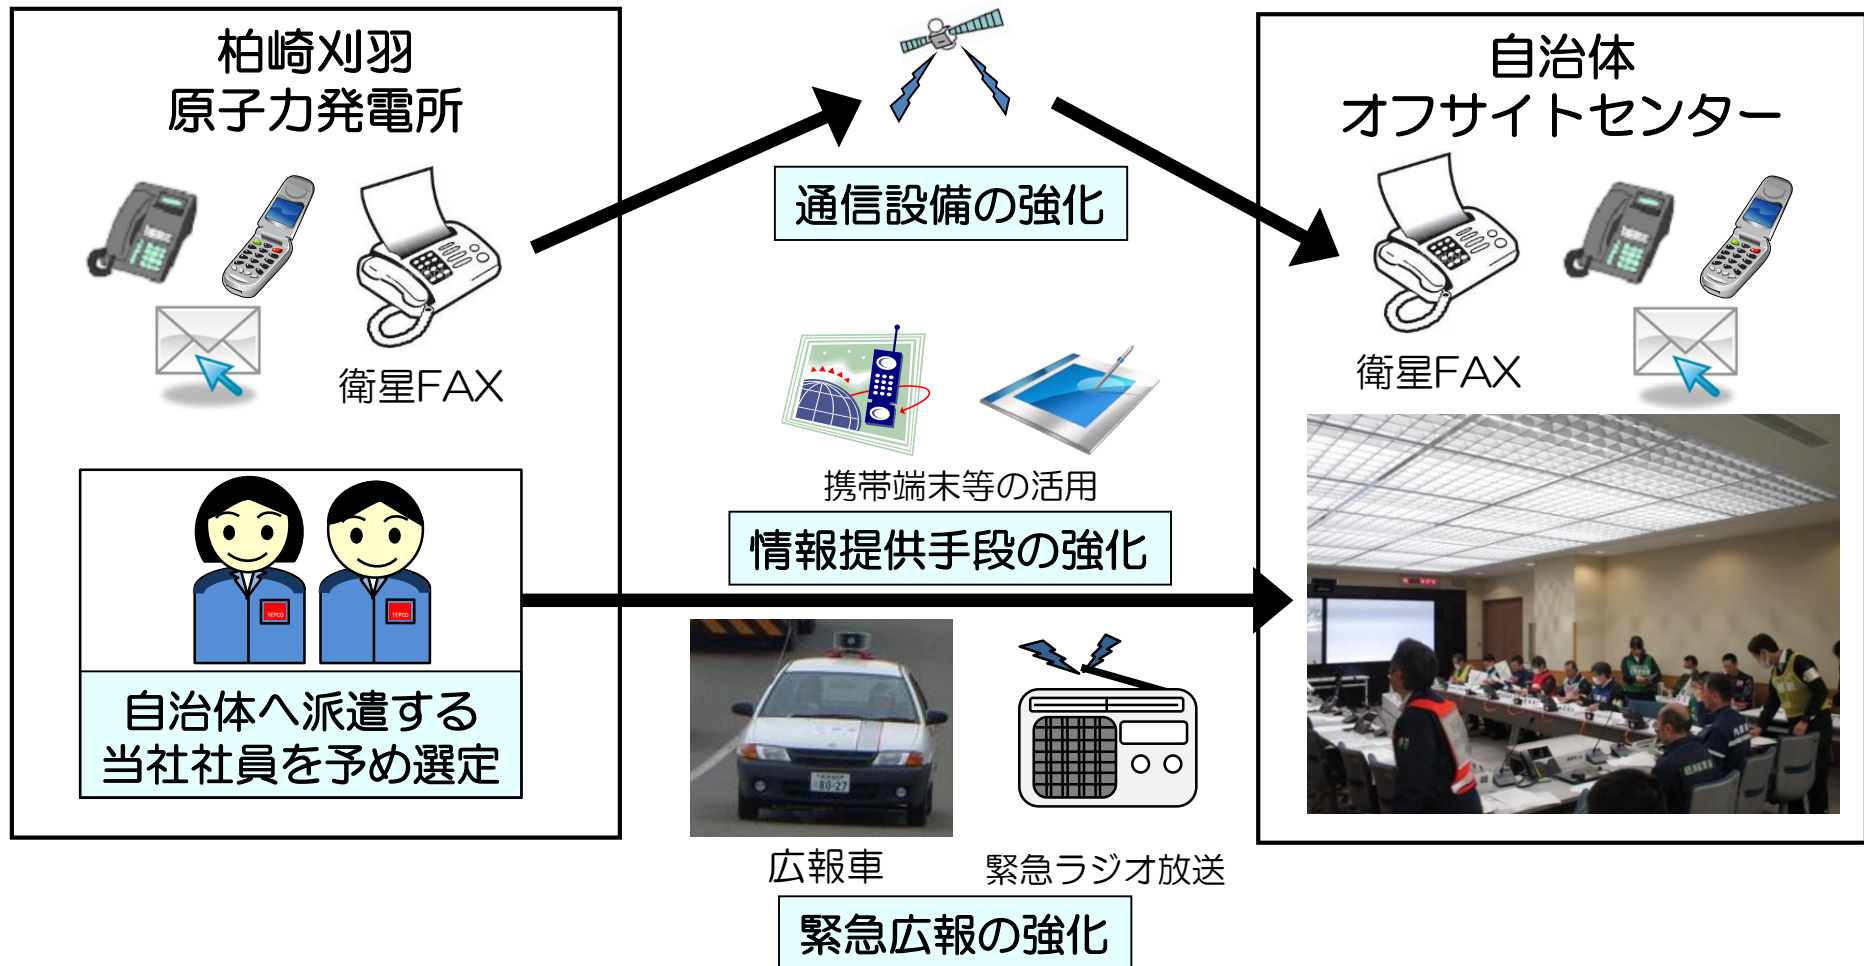 柏崎刈羽
原子力発電所
衛星FAX
自治体へ派遣する
当社社員を予め選定
TEPCO
TEPCO
通信設備の強化
携帯端末等の活用
情報提供手段の強化
80-27
広報車
緊急ラジオ放送
緊急広報の強化
自治体
オフサイトセンター
衛星FAX